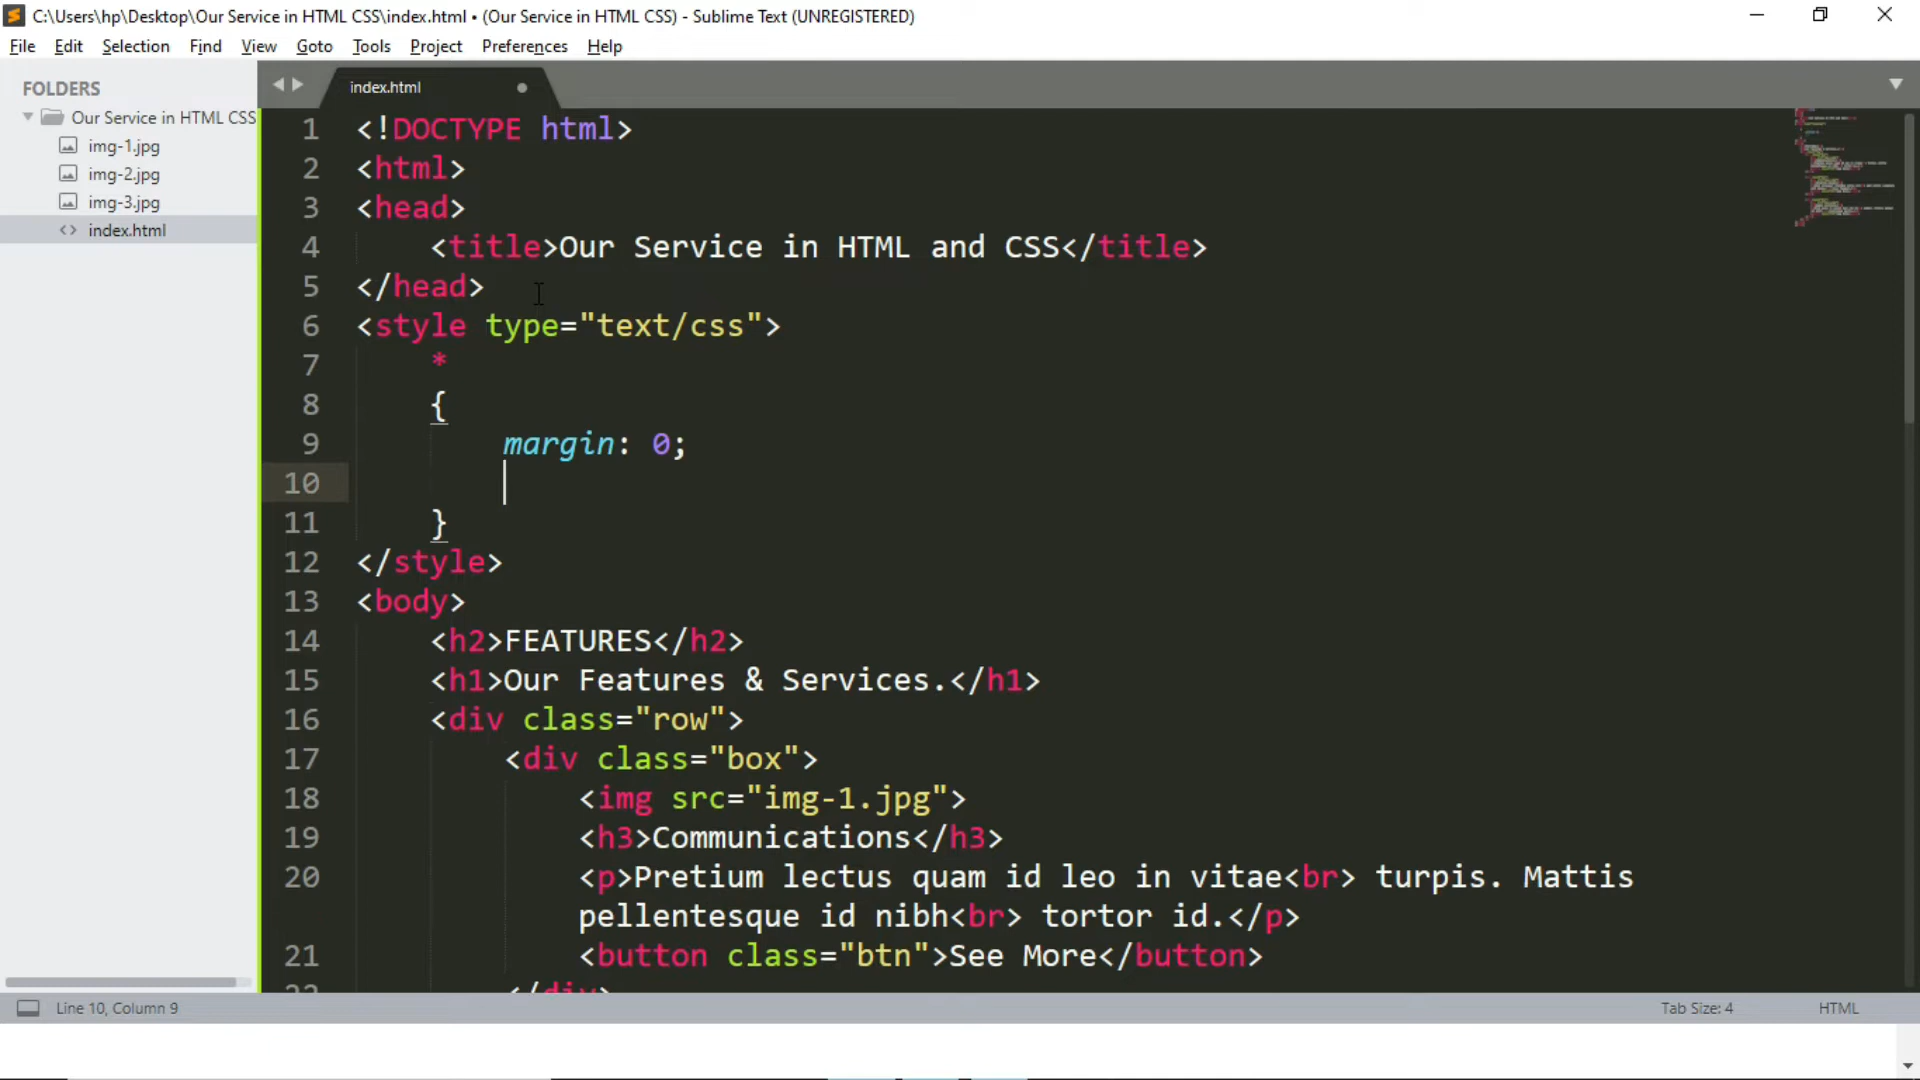 C:\Users\hp\Desktop\Our Service in HTML CSS\index.html • (Our Service in HTML CSS) - Sublime Text (UNREGISTERED)
File Edit Selection Find View Goto Tools Project Preferences Help
FOLDERS
Our Service in HTML CSS
img-1.jpg
img-2.jpg
img-3.jpg
index.html
index.html
1 <!DOCTYPE html>
2 <html>
3 <head>
4 <title>Our Service in HTML and CSS</title>
5 </head>
6 <style type="text/css">
7 *
8 {
9 margin: 0;
10
11 }
12 </style>
13 <body>
14 <h2>FEATURES</h2>
15 <h1>Our Features & Services.</h1>
16 <div class="row">
17 <div class="box">
18 <img src="img-1.jpg">
19 <h3>Communications</h3>
20 <p>Pretium lectus quam id leo in vitae<br> turpis. Mattis
pellentesque id nibh<br> tortor id.</p>
21 <button class="btn">See More</button>
22 </div>
Line 10, Column 9
Tab Size: 4
HTML